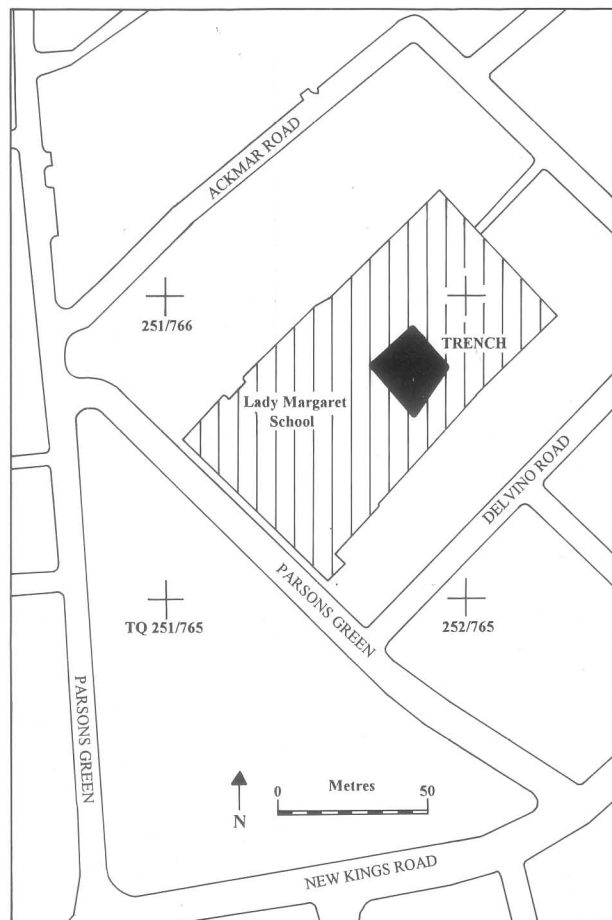 ACKMAR ROAD
251/766
TRENCH
Lady Margaret
School
DELVINO ROAD
PARSONS GREEN
TQ 251/765
252/765
PARSONS GREEN
Metres
0 50
N
NEW KINGS ROAD